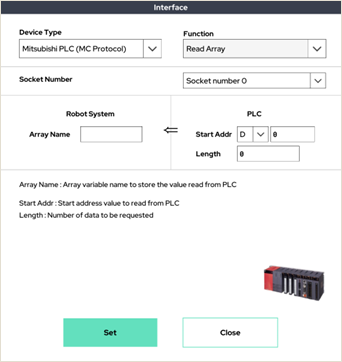 Interface
Device Type
Function
Mitsubishi PLC (MC Protocol)
Read Array
Socket Number
Socket number 0
Robot System
PLC
Array Name
Start Addr
D
0
Length
0
Array Name : Array variable name to store the value read from PLC
Start Addr : Start address value to read from PLC
Length : Number of data to be requested
Set
Close